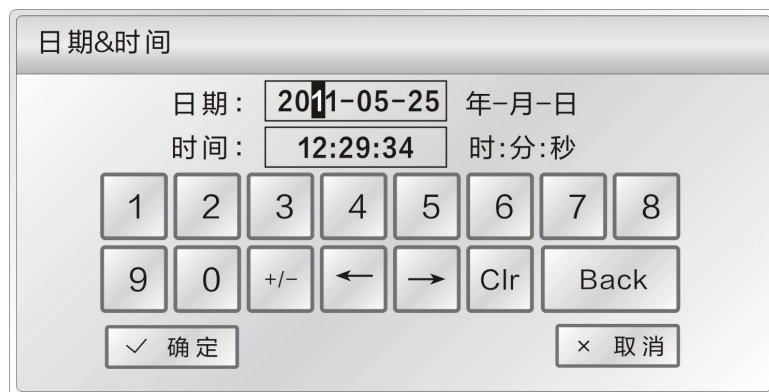 日期&时间
日期: 2011-05-25 年-月-日
时间: 12:29:34 时:分:秒
1 2 3 4 5 6 7 8
9 0 +/- ← → Clr Back
✓ 确定 × 取消